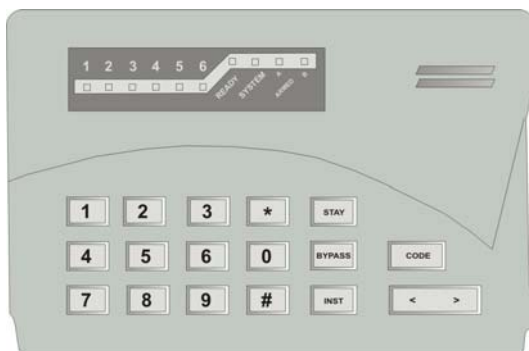 1 2 3 4 5 6
READY SYSTEM A B
ARMED
1 2 3 * STAY
4 5 6 0 BYPASS CODE
7 8 9 # INST < >